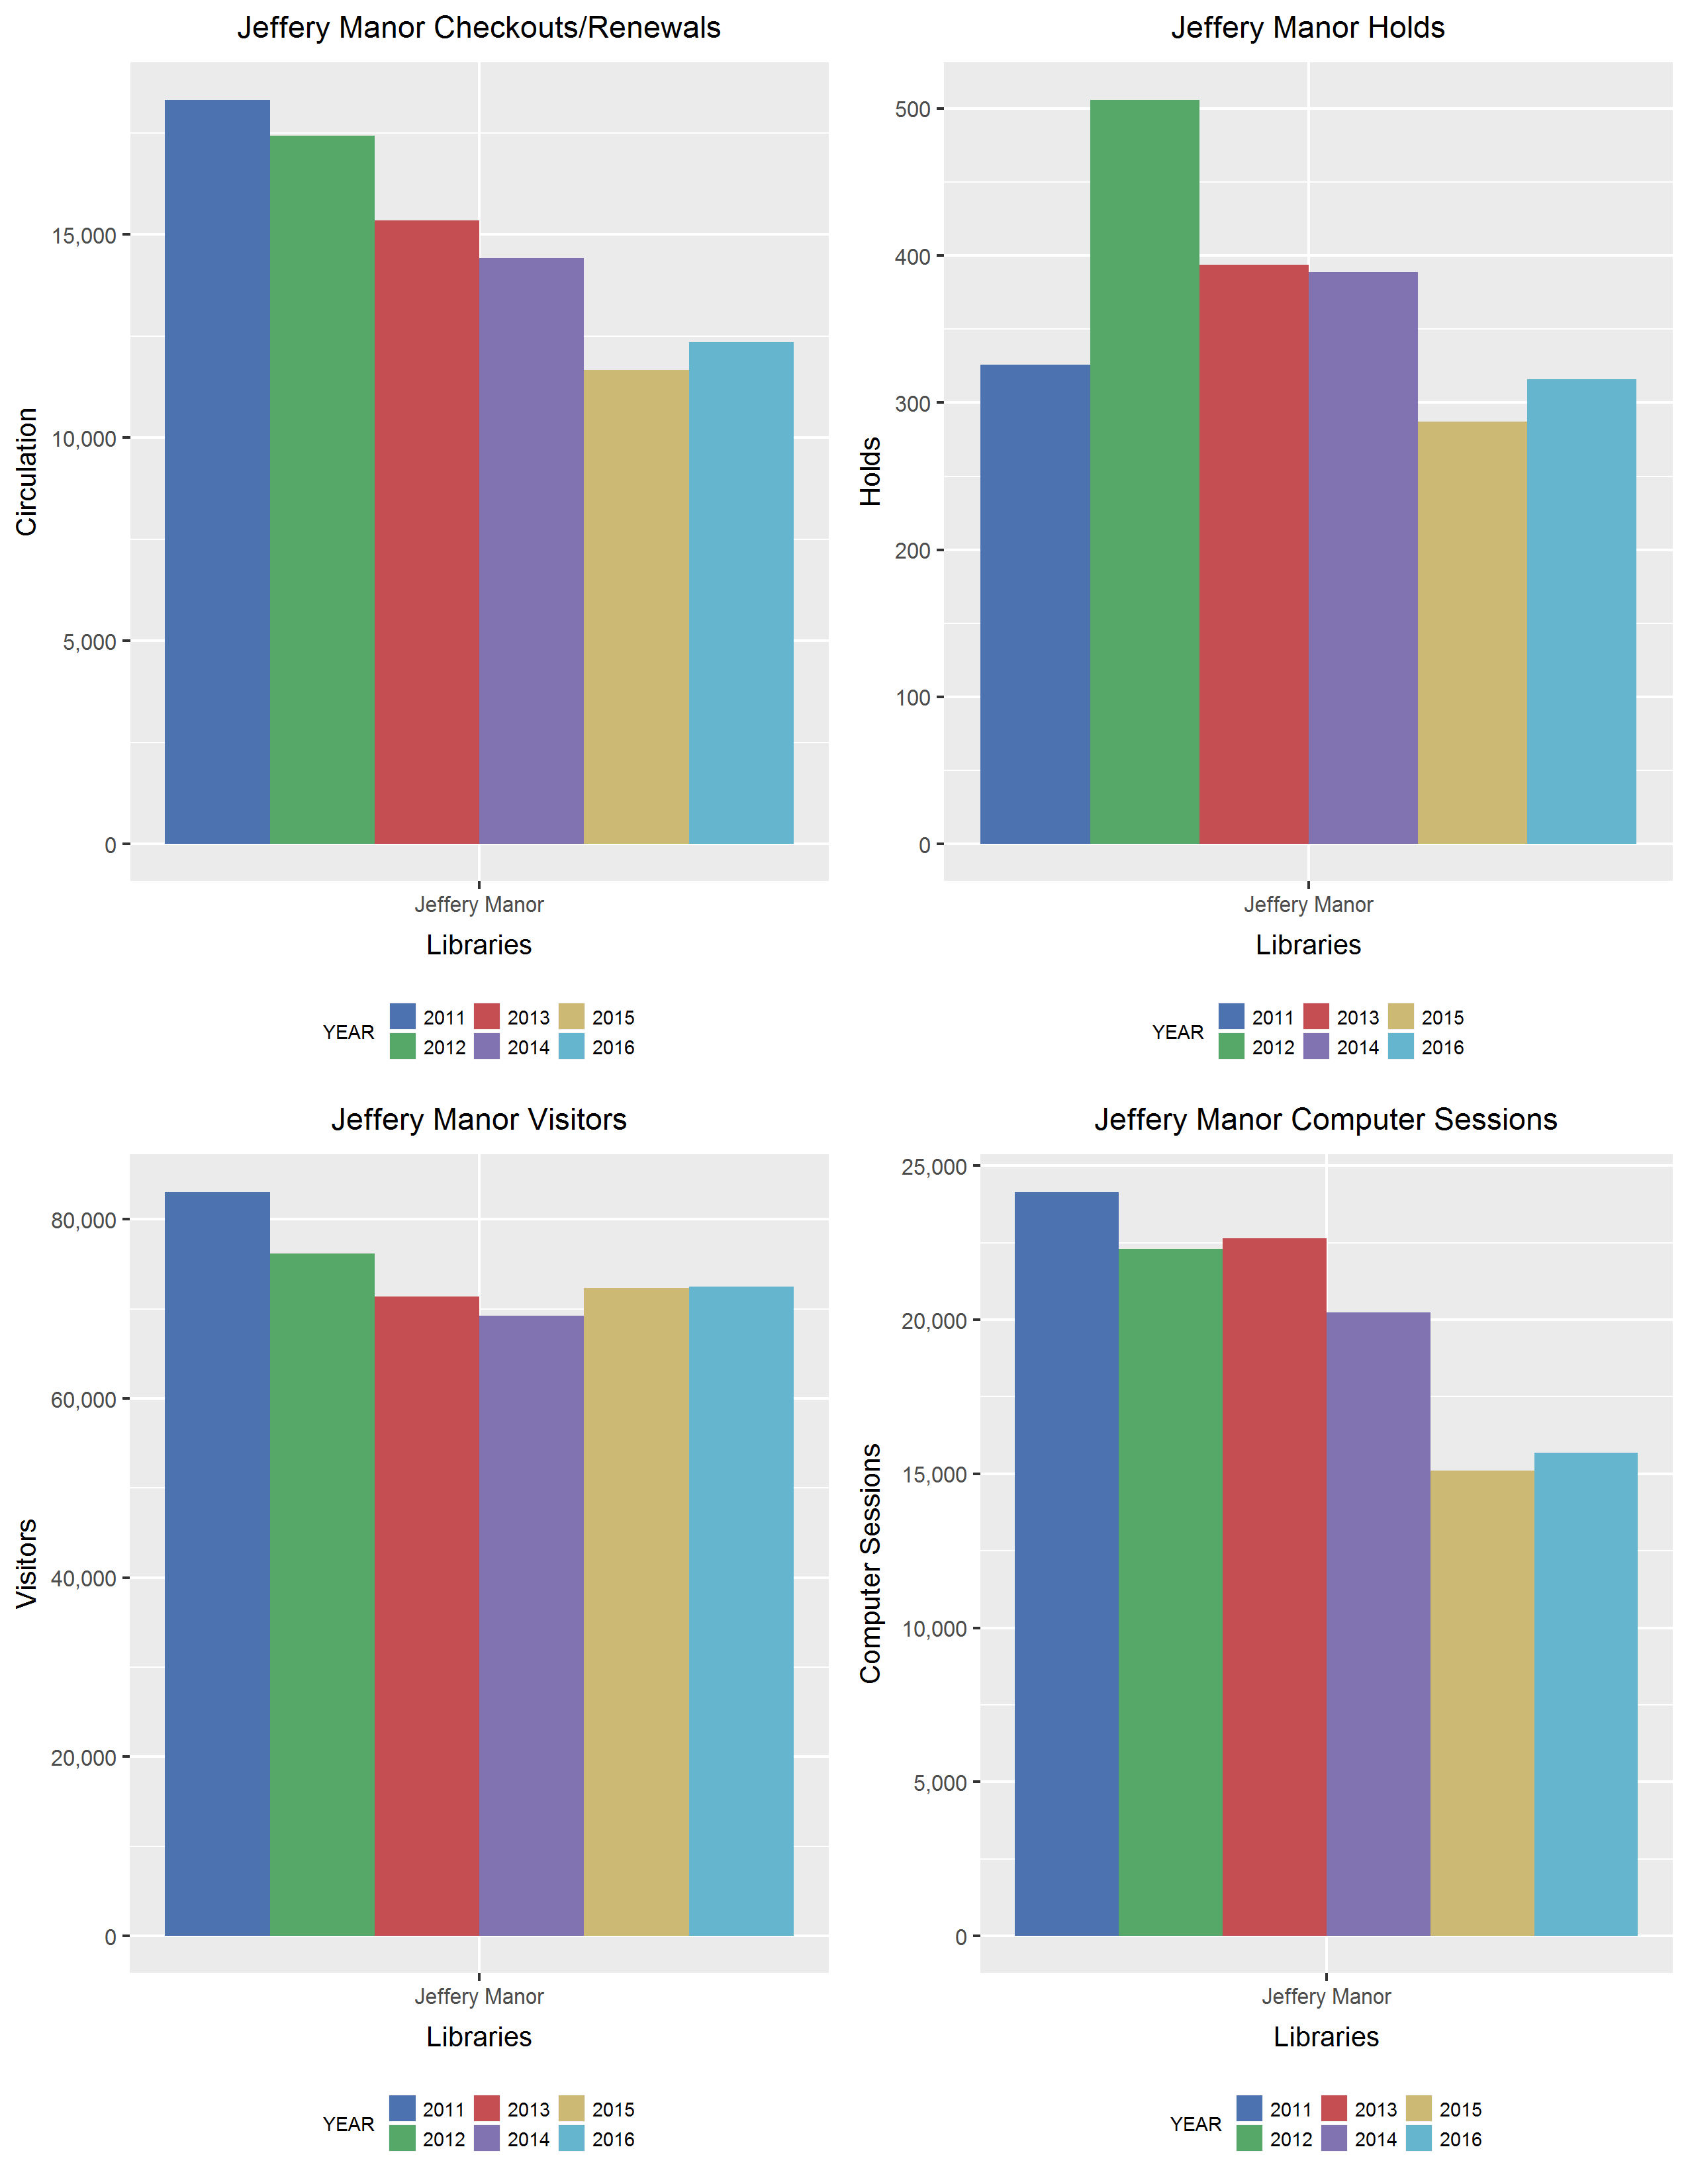 Jeffery Manor Checkouts/Renewals
Circulation
15,000
10,000
5,000
0
Jeffery Manor
Libraries
YEAR
2011
2013
2015
2012
2014
2016
Jeffery Manor Holds
Holds
500
400
300
200
100
0
Jeffery Manor
Libraries
YEAR
2011
2013
2015
2012
2014
2016
Jeffery Manor Visitors
Visitors
80,000
60,000
40,000
20,000
0
Jeffery Manor
Libraries
YEAR
2011
2013
2015
2012
2014
2016
Jeffery Manor Computer Sessions
Computer Sessions
25,000
20,000
15,000
10,000
5,000
0
Jeffery Manor
Libraries
YEAR
2011
2013
2015
2012
2014
2016